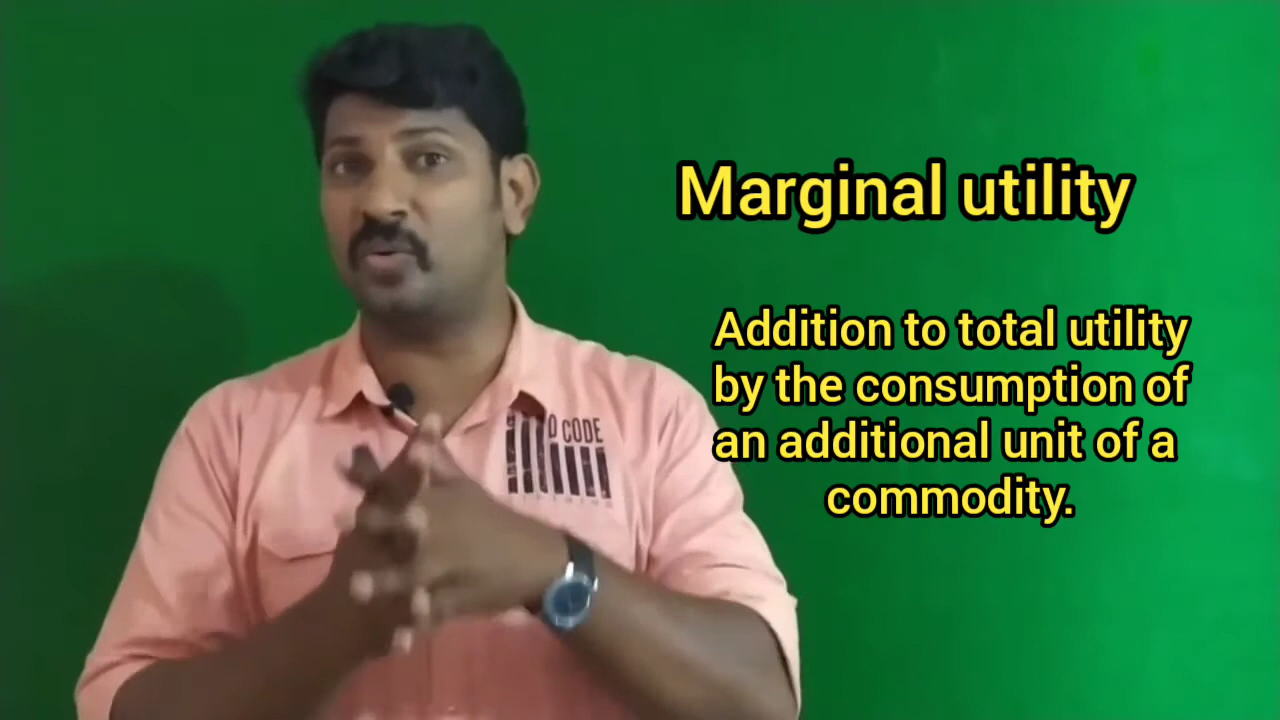 Marginal utility
Addition to total utility
by the consumption of
an additional unit of a
commodity.
O CODE